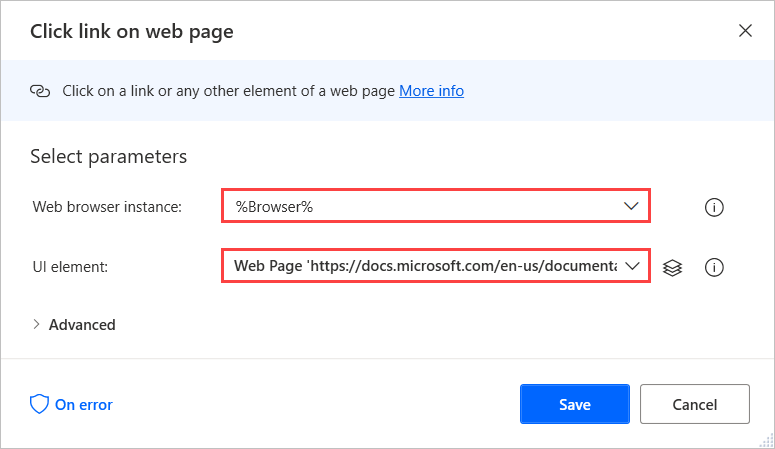 Click link on web page
Click on a link or any other element of a web page More info
Select parameters
Web browser instance: %Browser%
UI element: Web Page 'https://docs.microsoft.com/en-us/documenta
Advanced
On error Save Cancel